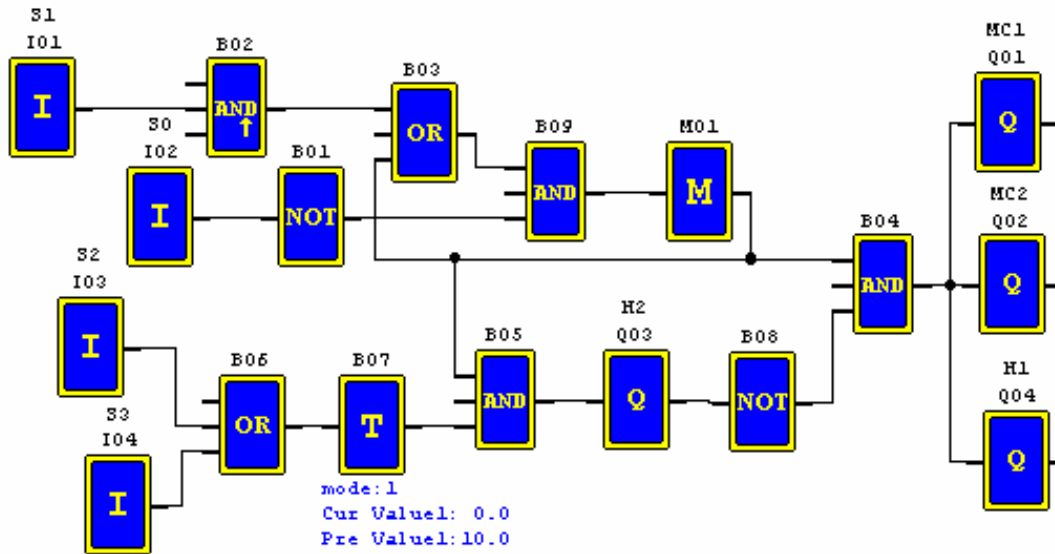 S1
I01
I
B02
AND
B03
OR
S0
I02
I
B01
NOT
B09
AND
M01
M
MC1
Q01
Q
MC2
Q02
Q
B04
AND
S2
I03
I
S3
I04
I
B06
OR
B07
T
mode:1
Cur Value1: 0.0
Pre Value1:10.0
B05
AND
H2
Q03
Q
B08
NOT
H1
Q04
Q